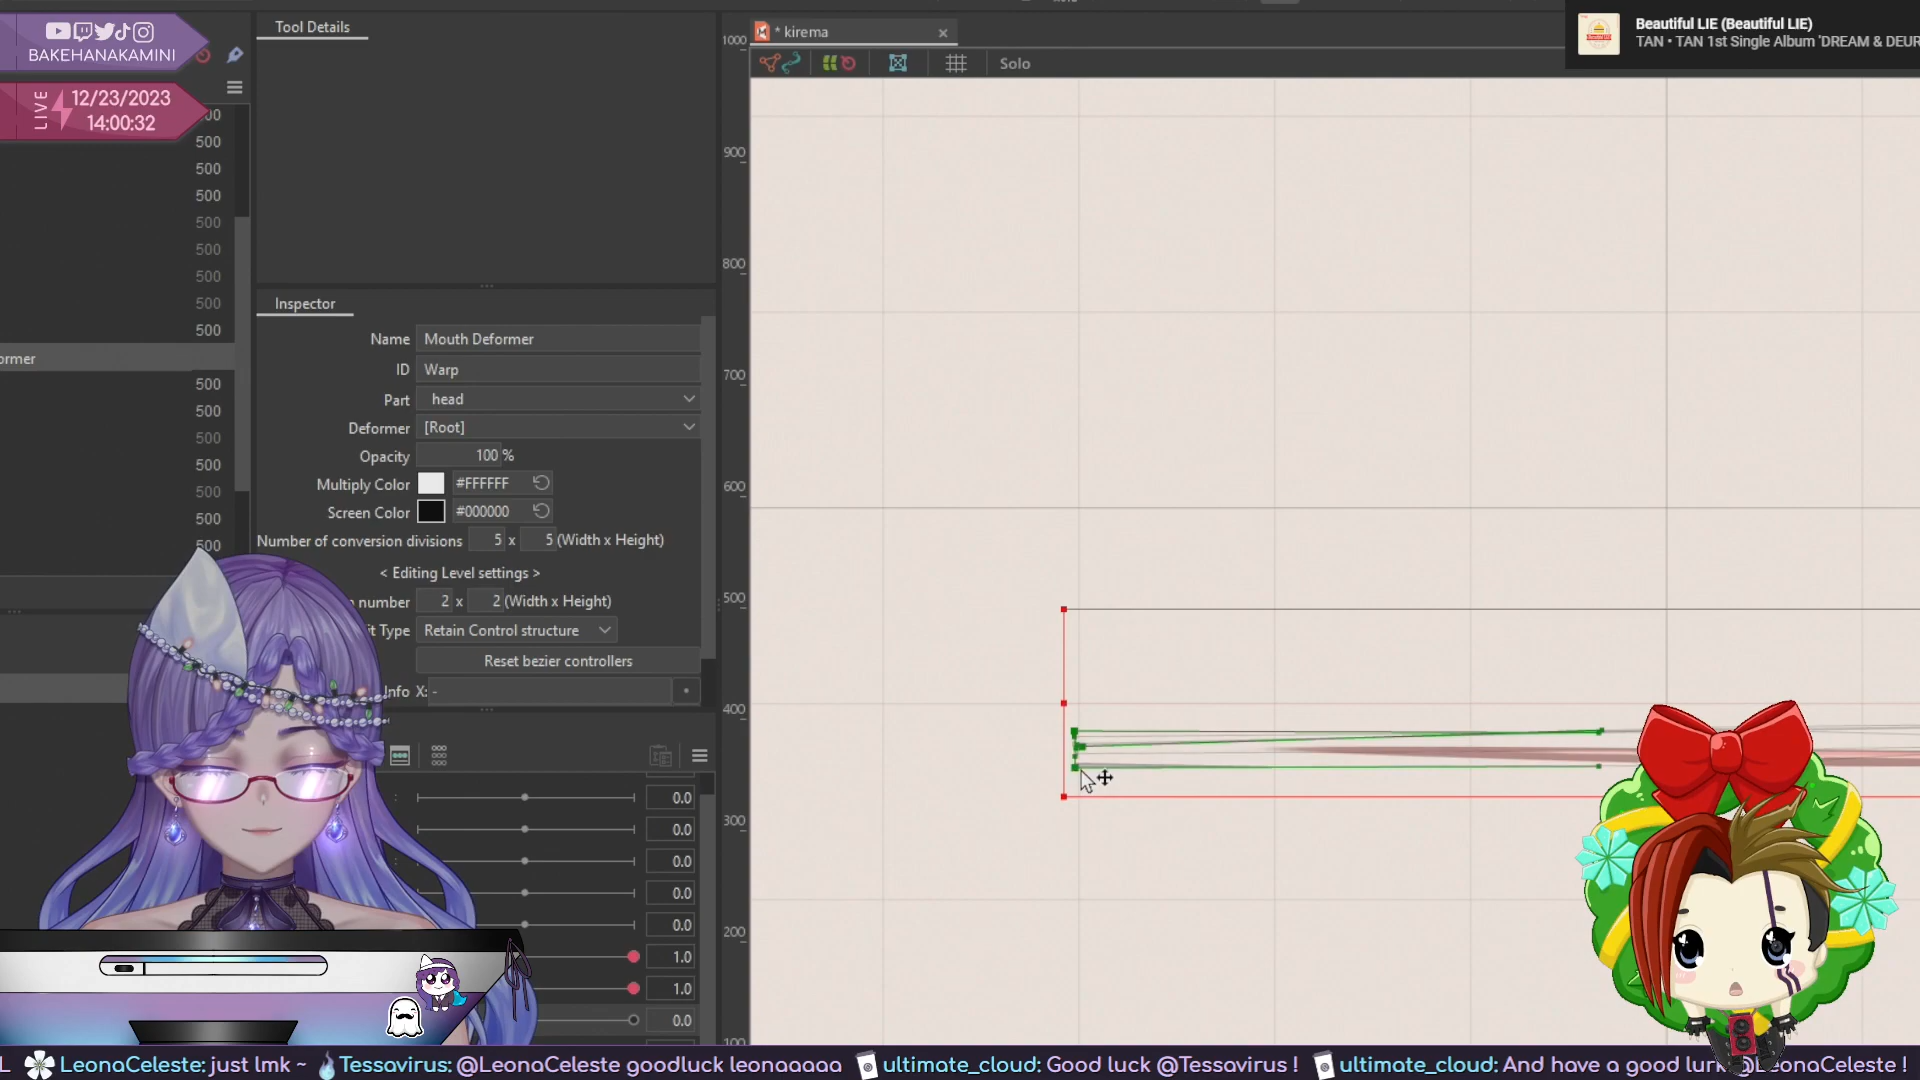 BAKEHANAKAMINI
LIVE
12/23/2023
14:00:32
500
500
500
500
500
500
500
500
ormer
500
500
500
500
500
500
500
Tool Details
Inspector
Name Mouth Deformer
ID Warp
Part head
Deformer [Root]
Opacity 100 %
Multiply Color #FFFFFF
Screen Color #000000
Number of conversion divisions 5 x 5 (Width x Height)
< Editing Level settings >
number 2 x 2 (Width x Height)
it Type Retain Control structure
Reset bezier controllers
Info X: -
0.0
0.0
0.0
0.0
0.0
1.0
1.0
0.0
* kirema
Solo
1000
900
800
700
600
500
400
300
200
100
Beautiful LIE (Beautiful LIE)
TAN • TAN 1st Single Album 'DREAM & DEUR
L LeonaCeleste: just lmk ~ Tessavirus: @LeonaCeleste goodluck leonaaaaa ultimate_cloud: Good luck @Tessavirus ! ultimate_cloud: And have a good lurk @LeonaCeleste !